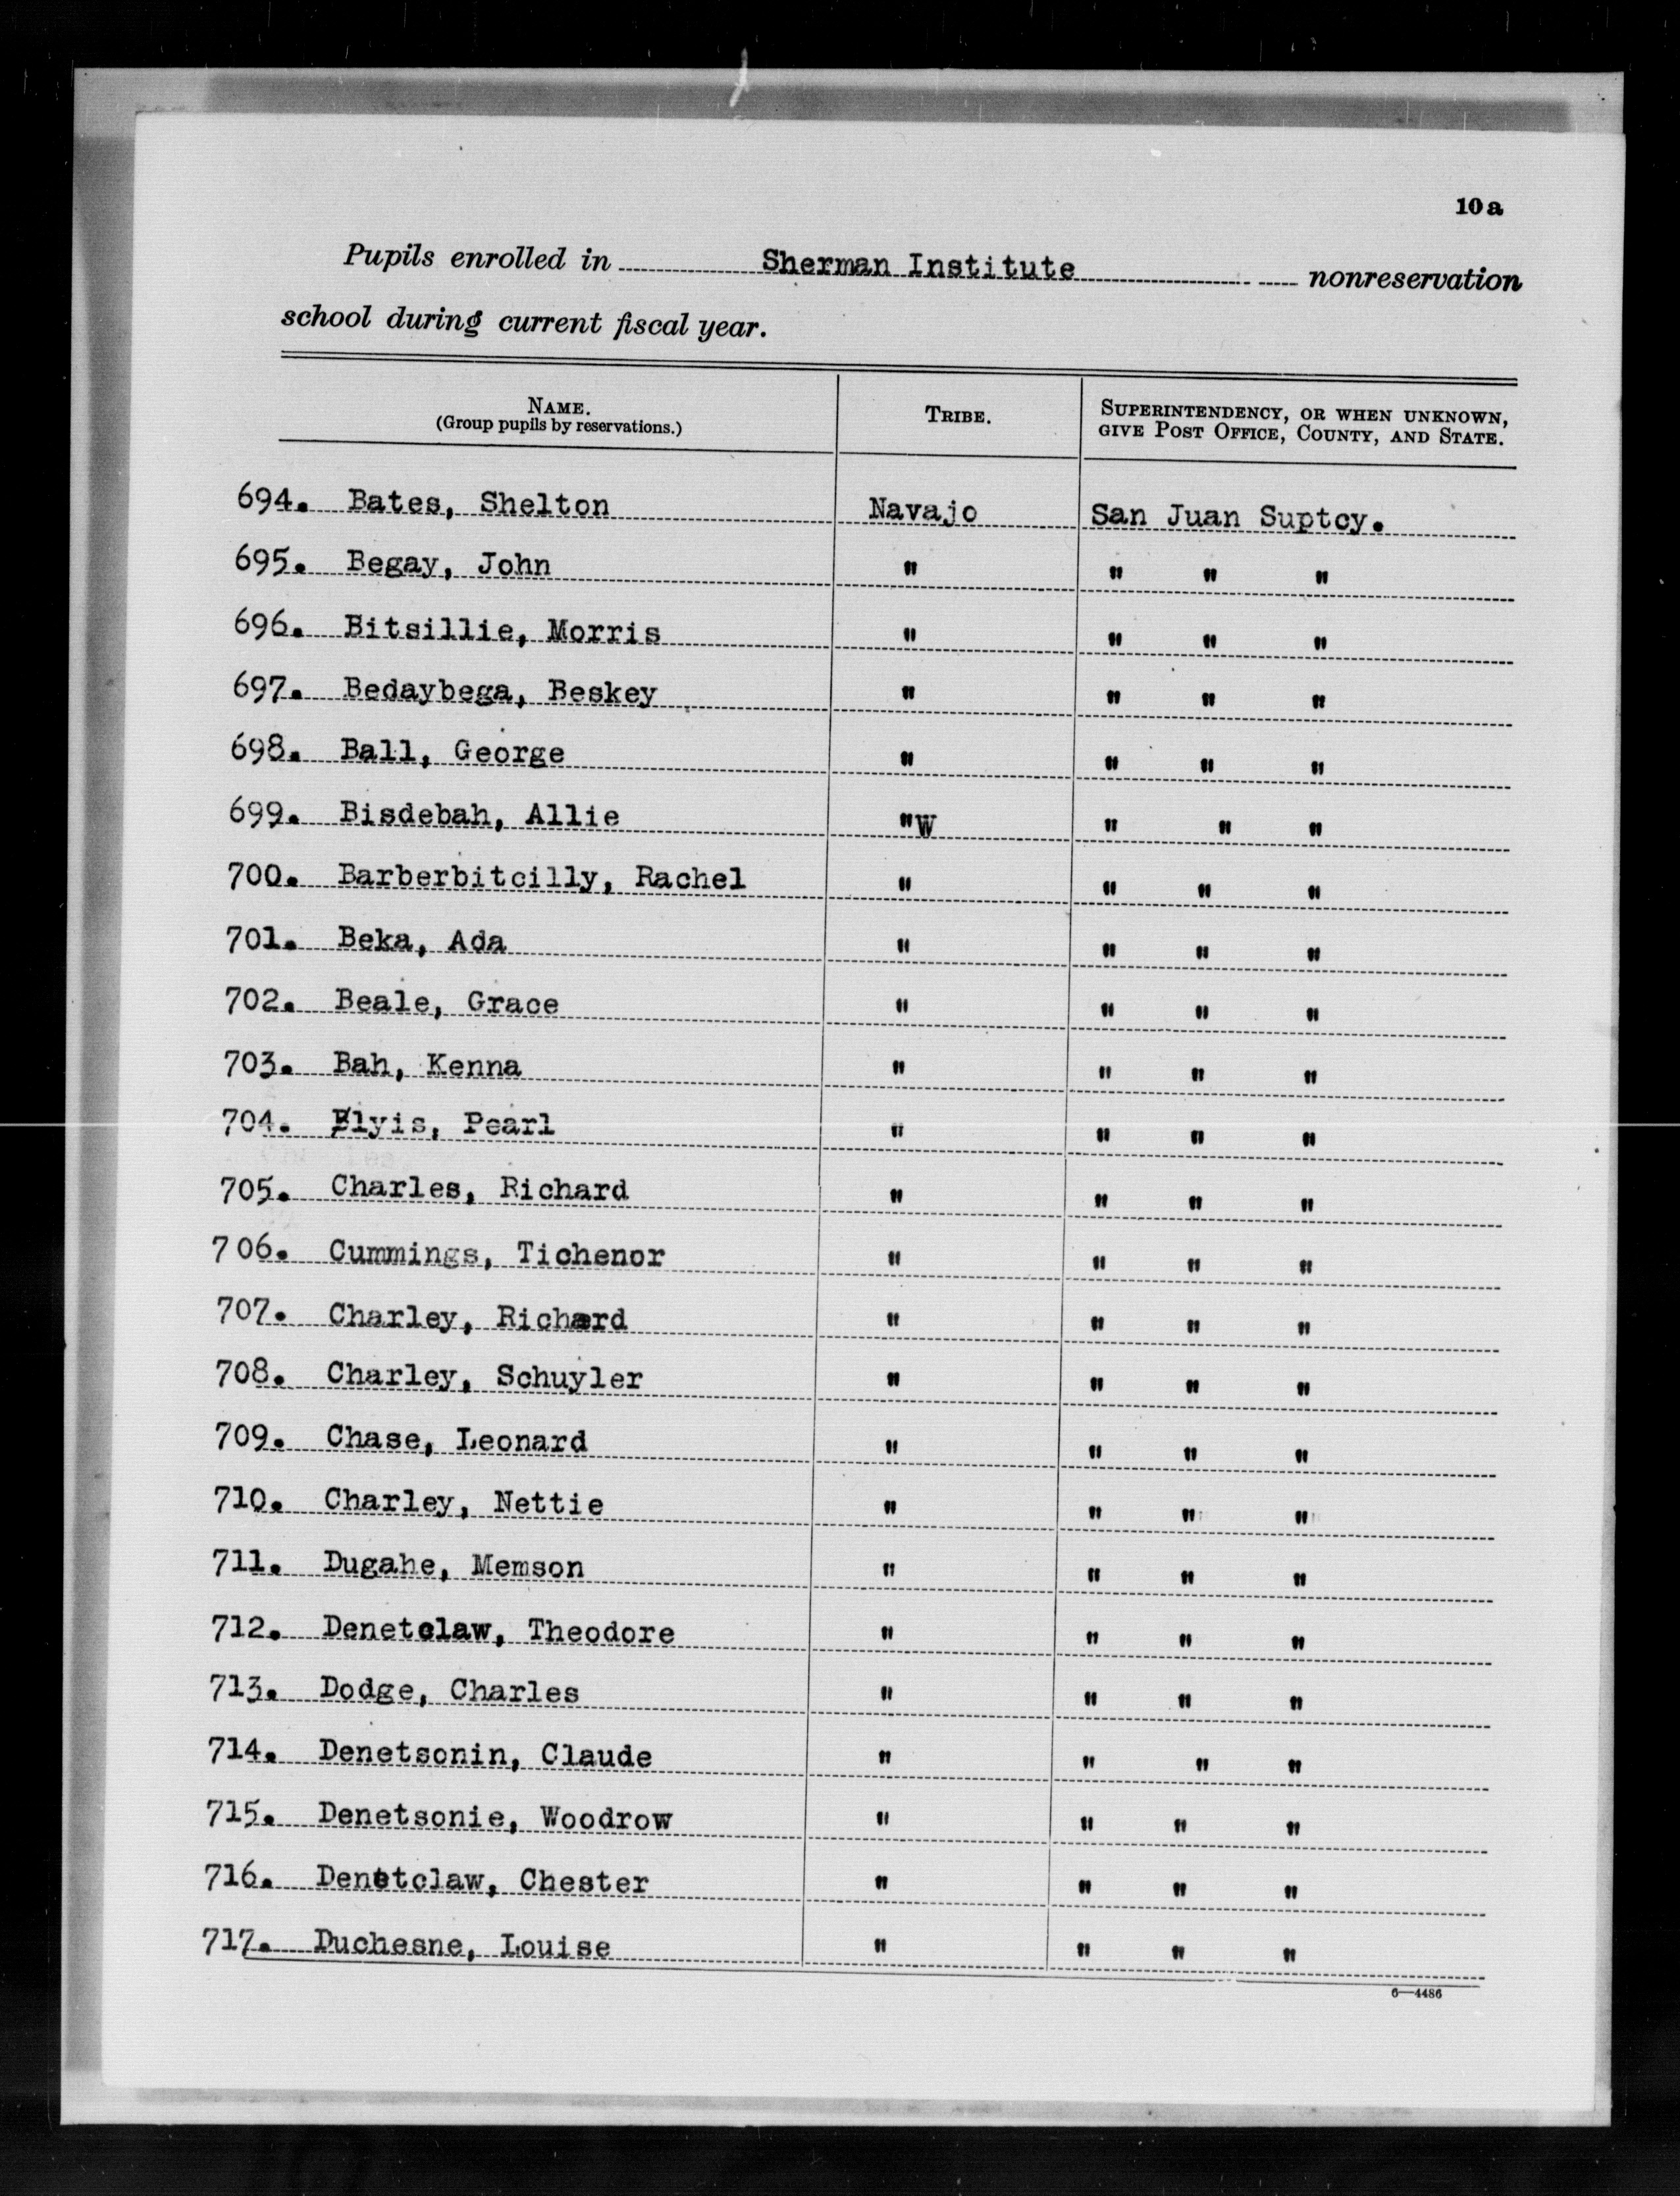 10a
Pupils enrolled in Sherman Institute nonreservation
school during current fiscal year.
NAME. TRIBE. SUPERINTENDENCY, OR WHEN UNKNOWN,
(Group pupils by reservations.) GIVE POST OFFICE, COUNTY, AND STATE.
694. Bates, Shelton Navajo San Juan Suptcy.
695. Begay, John " " " "
696. Bitsillie, Morris " " " "
697. Bedaybega, Beskey " " " "
698. Ball, George " " " "
699. Bisdebah, Allie "W " " "
700. Barberbitcilly, Rachel " " " "
701. Beka, Ada " " " "
702. Beale, Grace " " " "
703. Bah, Kenna " " " "
704. Pearl " " " "
705. Charles, Richard " " " "
706. Cummings, Tichenor " " " "
707. Charley, Richard " " " "
708. Charley, Schuyler " " " "
709. Chase, Leonard " " " "
710. Charley, Nettie " " " "
711. Dugahe, Memson " " " "
712. Denetclaw, Theodore " " " "
713. Dodge, Charles " " " "
714. Denetsonin, Claude " " " "
715. Denetsonie, Woodrow " " " "
716. Denetclaw, Chester " " " "
717. Duchesne, Louise " " " "
6—4486